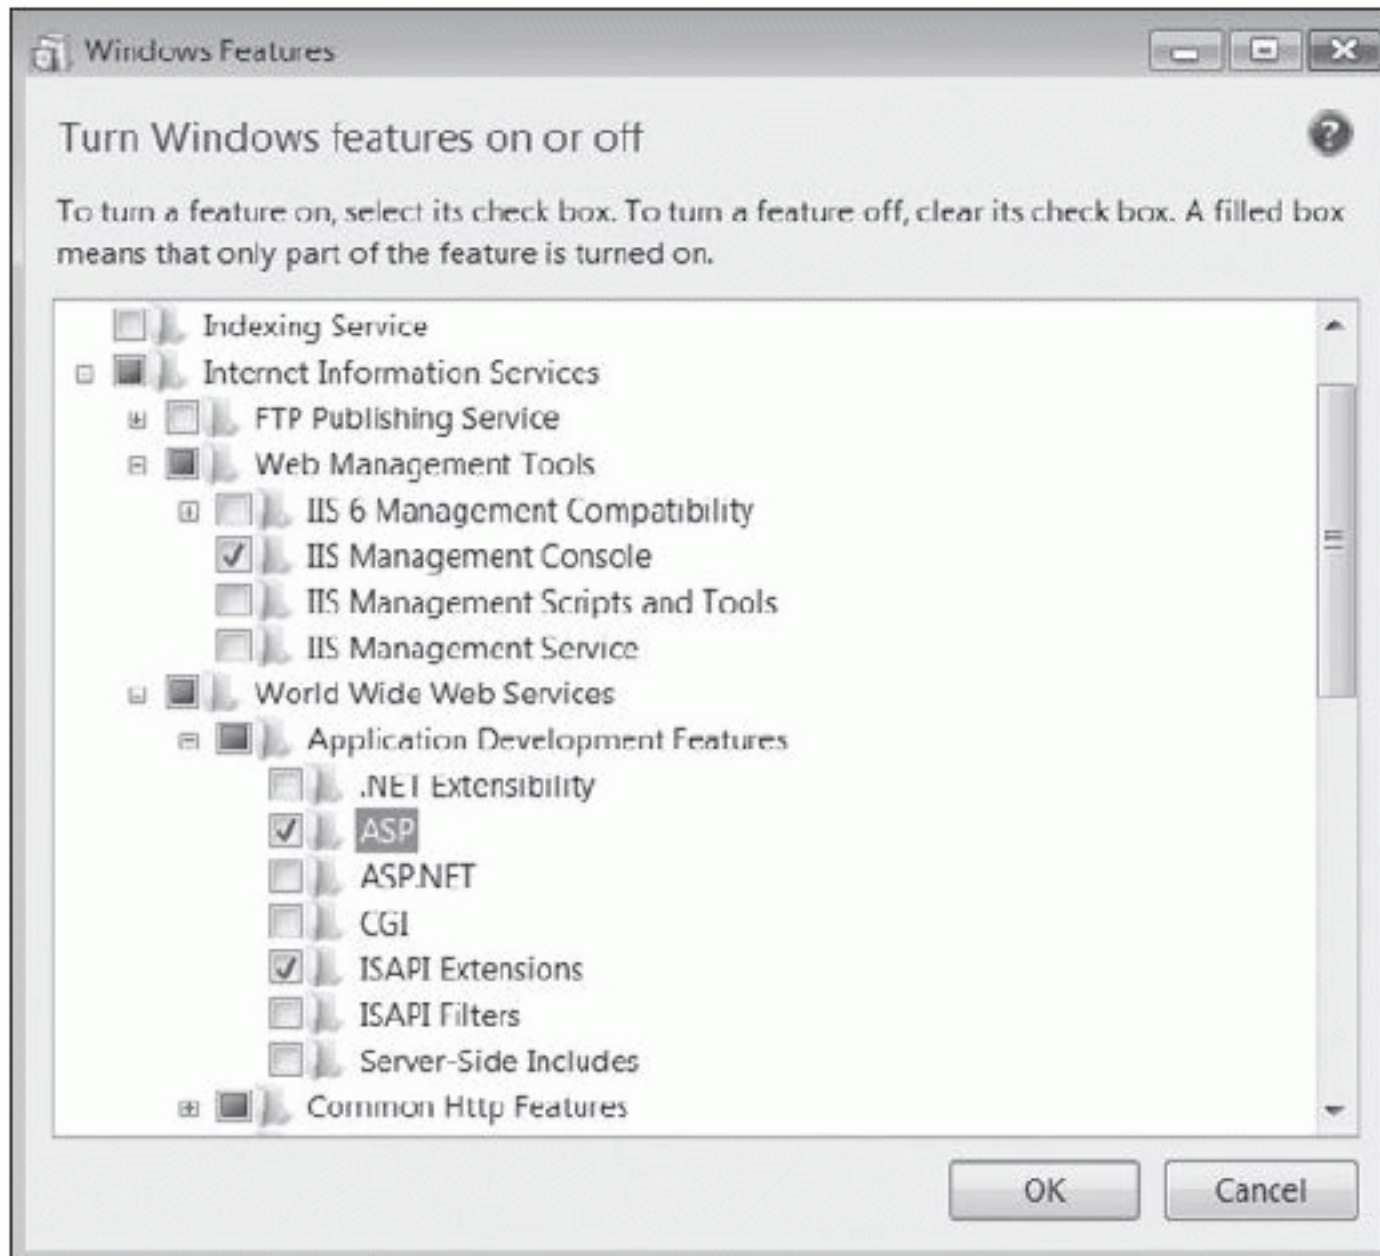 Windows Features
Turn Windows features on or off
To turn a feature on, select its check box. To turn a feature off, clear its check box. A filled box
means that only part of the feature is turned on.
Indexing Service
Internet Information Services
FTP Publishing Service
Web Management Tools
IIS 6 Management Compatibility
IIS Management Console
IIS Management Scripts and Tools
IIS Management Service
World Wide Web Services
Application Development Features
.NET Extensibility
ASP
ASP.NET
CGI
ISAPI Extensions
ISAPI Filters
Server-Side Includes
Common Http Features
OK
Cancel